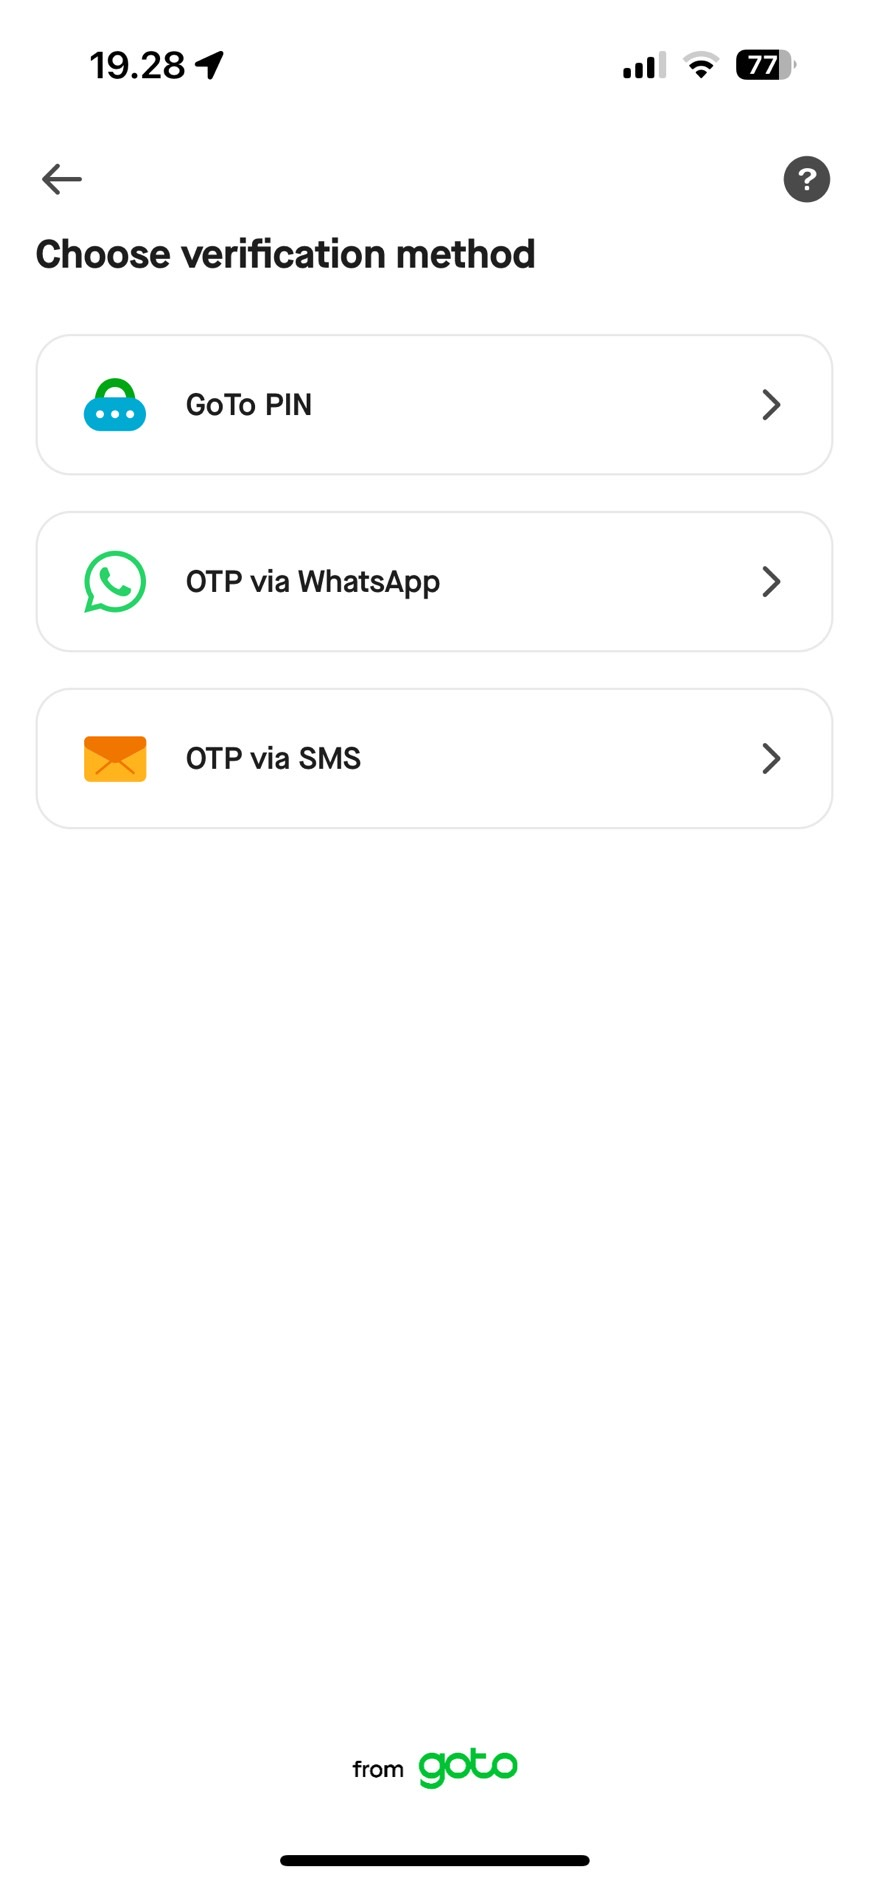 19.28
77
?
Choose verification method
GoTo PIN
OTP via WhatsApp
OTP via SMS
from goto